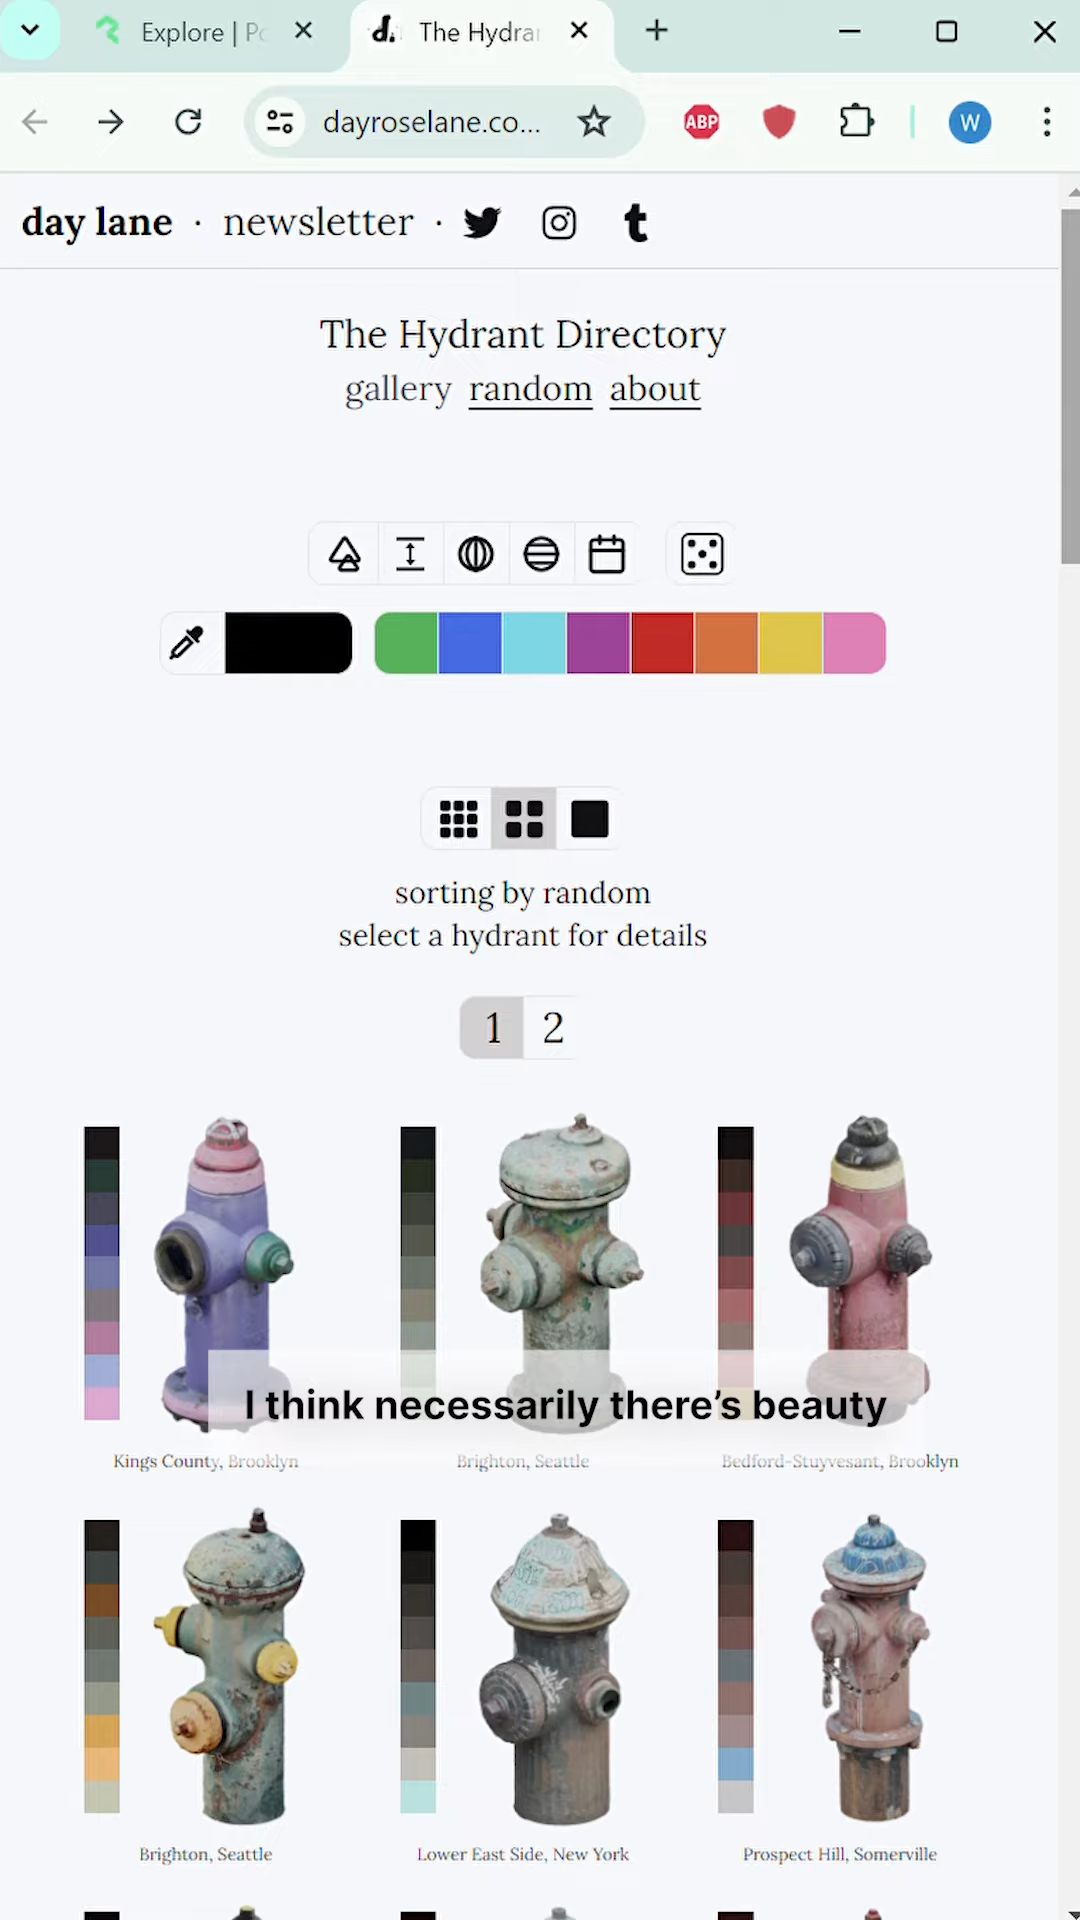 Explore | Po
The Hydra
dayroselane.co...
ABP
W
day lane · newsletter ·
The Hydrant Directory
gallery random about
sorting by random
select a hydrant for details
1 2
I think necessarily there’s beauty
Kings County, Brooklyn
Brighton, Seattle
Bedford-Stuyvesant, Brooklyn
Brighton, Seattle
Lower East Side, New York
Prospect Hill, Somerville